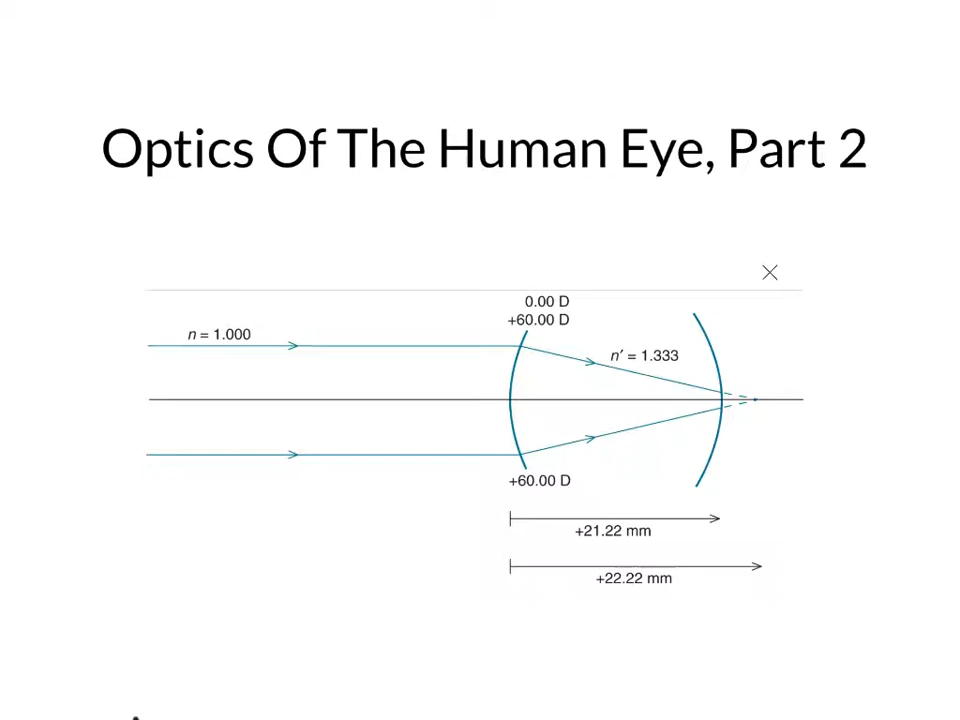 Optics Of The Human Eye, Part 2
0.00 D
+60.00 D
n = 1.000
n′ = 1.333
+60.00 D
+21.22 mm
+22.22 mm